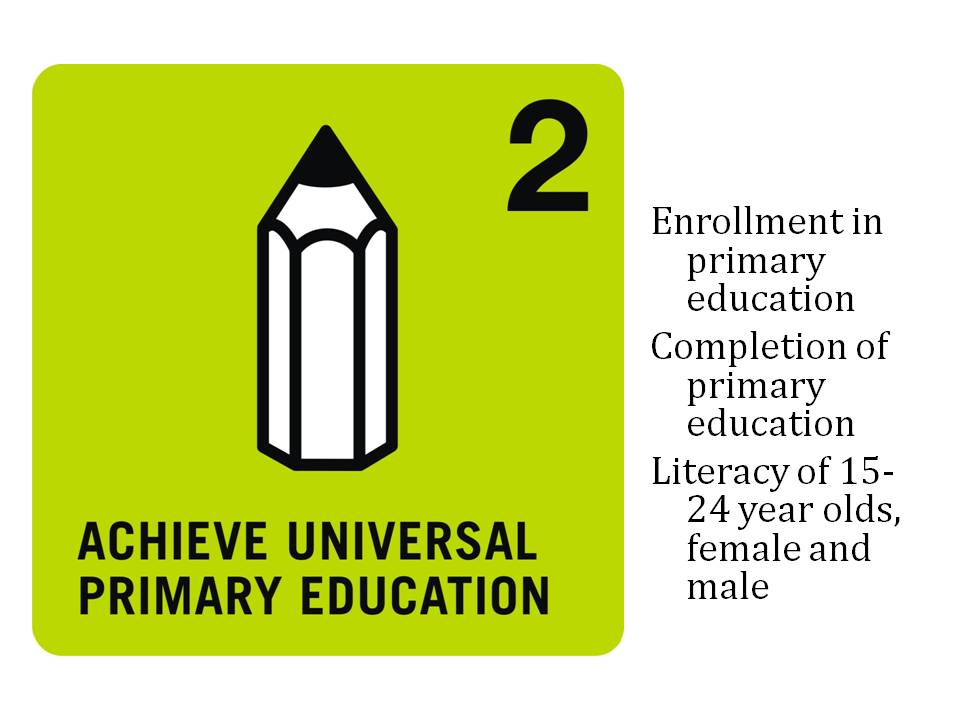 2
ACHIEVE UNIVERSAL
PRIMARY EDUCATION
Enrollment in
primary
education
Completion of
primary
education
Literacy of 15-
24 year olds,
female and
male